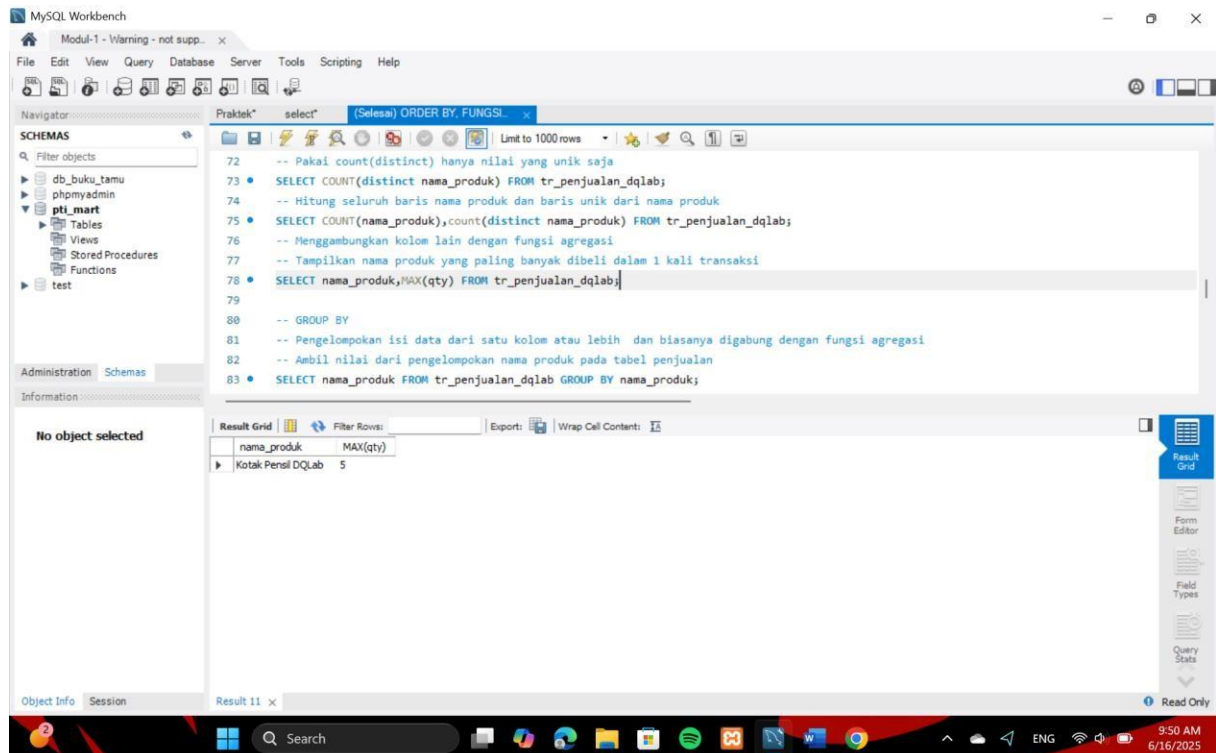 MySQL Workbench
Modul-1 - Warning - not supp...
File Edit View Query Database Server Tools Scripting Help
Navigator
SCHEMAS
Filter objects
db_buku_tamu
phpmyadmin
pti_mart
Tables
Views
Stored Procedures
Functions
test
Administration Schemas
Information
No object selected
Object Info Session
Praktek* select* (Selesai) ORDER BY, FUNGSI...
Limit to 1000 rows
72 -- Pakai count(distinct) hanya nilai yang unik saja
73 SELECT COUNT(distinct nama_produk) FROM tr_penjualan_dqlab;
74 -- Hitung seluruh baris nama produk dan baris unik dari nama produk
75 SELECT COUNT(nama_produk),count(distinct nama_produk) FROM tr_penjualan_dqlab;
76 -- Menggambungkan kolom lain dengan fungsi agregasi
77 -- Tampilkan nama produk yang paling banyak dibeli dalam 1 kali transaksi
78 SELECT nama_produk,MAX(qty) FROM tr_penjualan_dqlab;
79
80 -- GROUP BY
81 -- Pengelompokan isi data dari satu kolom atau lebih dan biasanya digabung dengan fungsi agregasi
82 -- Ambil nilai dari pengelompokan nama produk pada tabel penjualan
83 SELECT nama_produk FROM tr_penjualan_dqlab GROUP BY nama_produk;
Result Grid Filter Rows: Export: Wrap Cell Content:
nama_produk MAX(qty)
Kotak Pensil DQLab 5
Result
Grid
Form
Editor
Field
Types
Query
Stats
Result 11
Read Only
2
Search
ENG
9:50 AM
6/16/2025